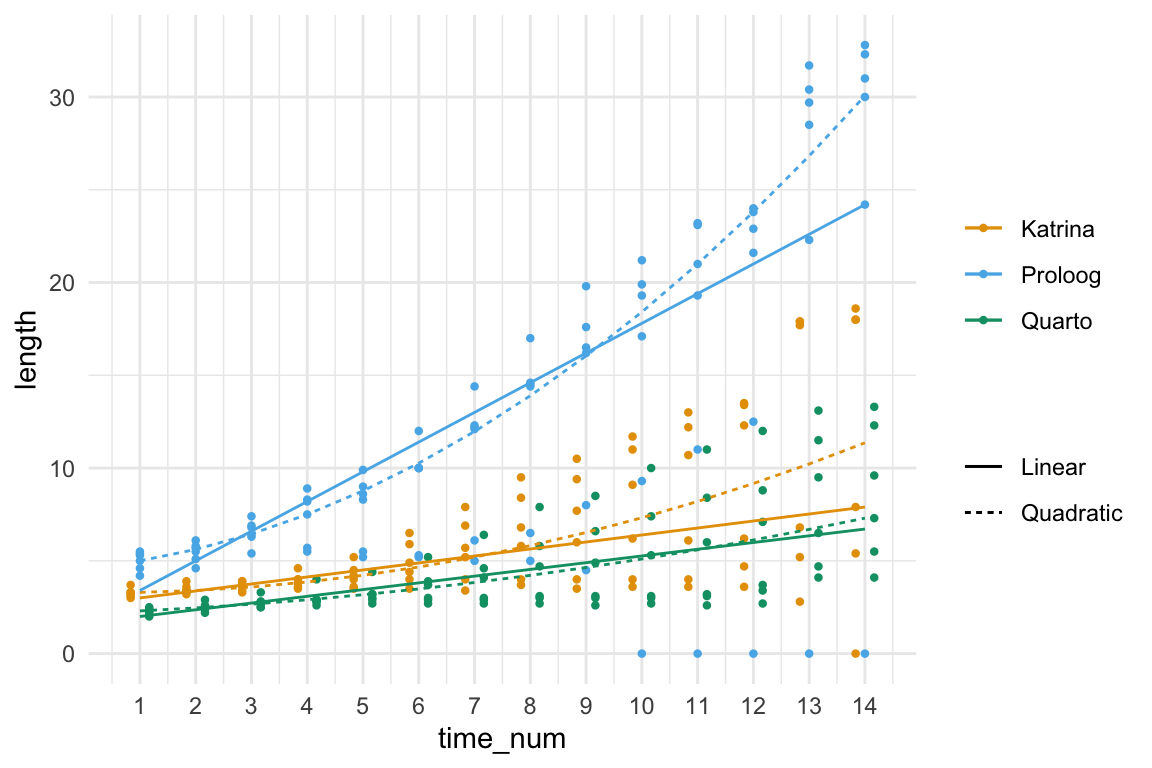 30
20
10
0
length
1 2 3 4 5 6 7 8 9 10 11 12 13 14
time_num
Katrina
Proloog
Quarto
Linear
Quadratic